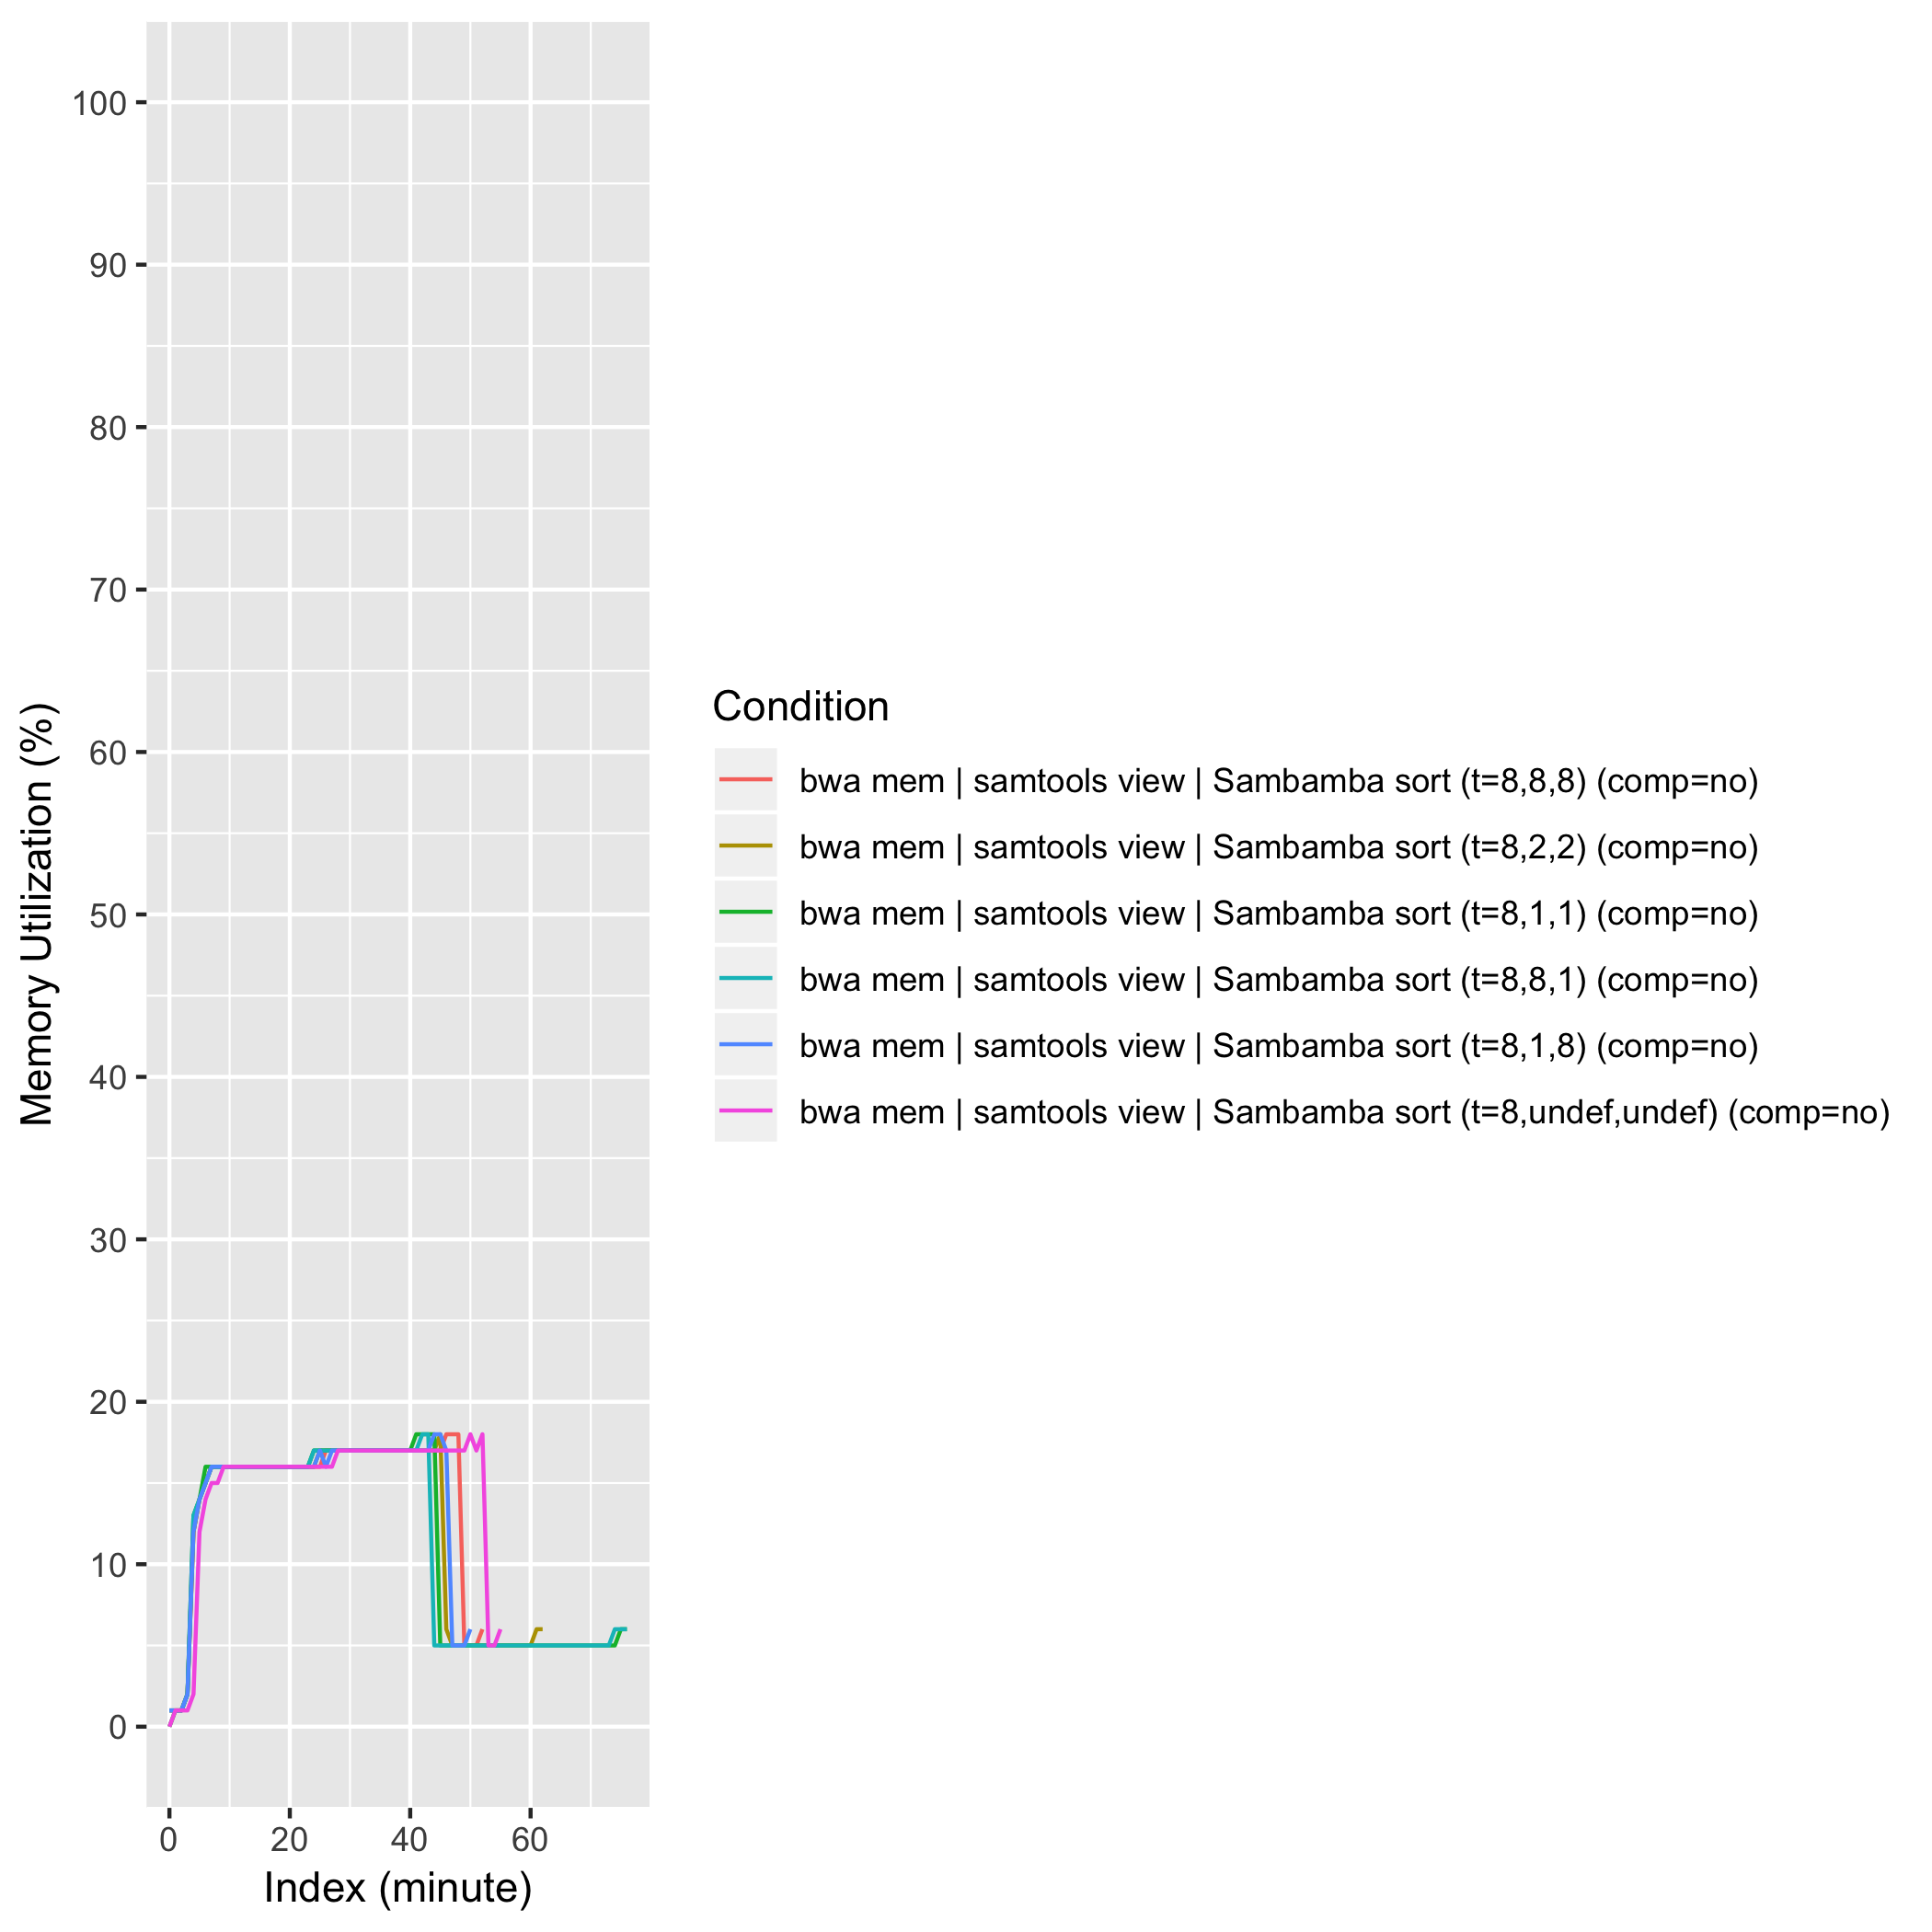 100
90
80
70
60
50
40
30
20
10
0
Memory Utilization (%)
0 20 40 60
Index (minute)
Condition
bwa mem | samtools view | Sambamba sort (t=8,8,8) (comp=no)
bwa mem | samtools view | Sambamba sort (t=8,2,2) (comp=no)
bwa mem | samtools view | Sambamba sort (t=8,1,1) (comp=no)
bwa mem | samtools view | Sambamba sort (t=8,8,1) (comp=no)
bwa mem | samtools view | Sambamba sort (t=8,1,8) (comp=no)
bwa mem | samtools view | Sambamba sort (t=8,undef,undef) (comp=no)